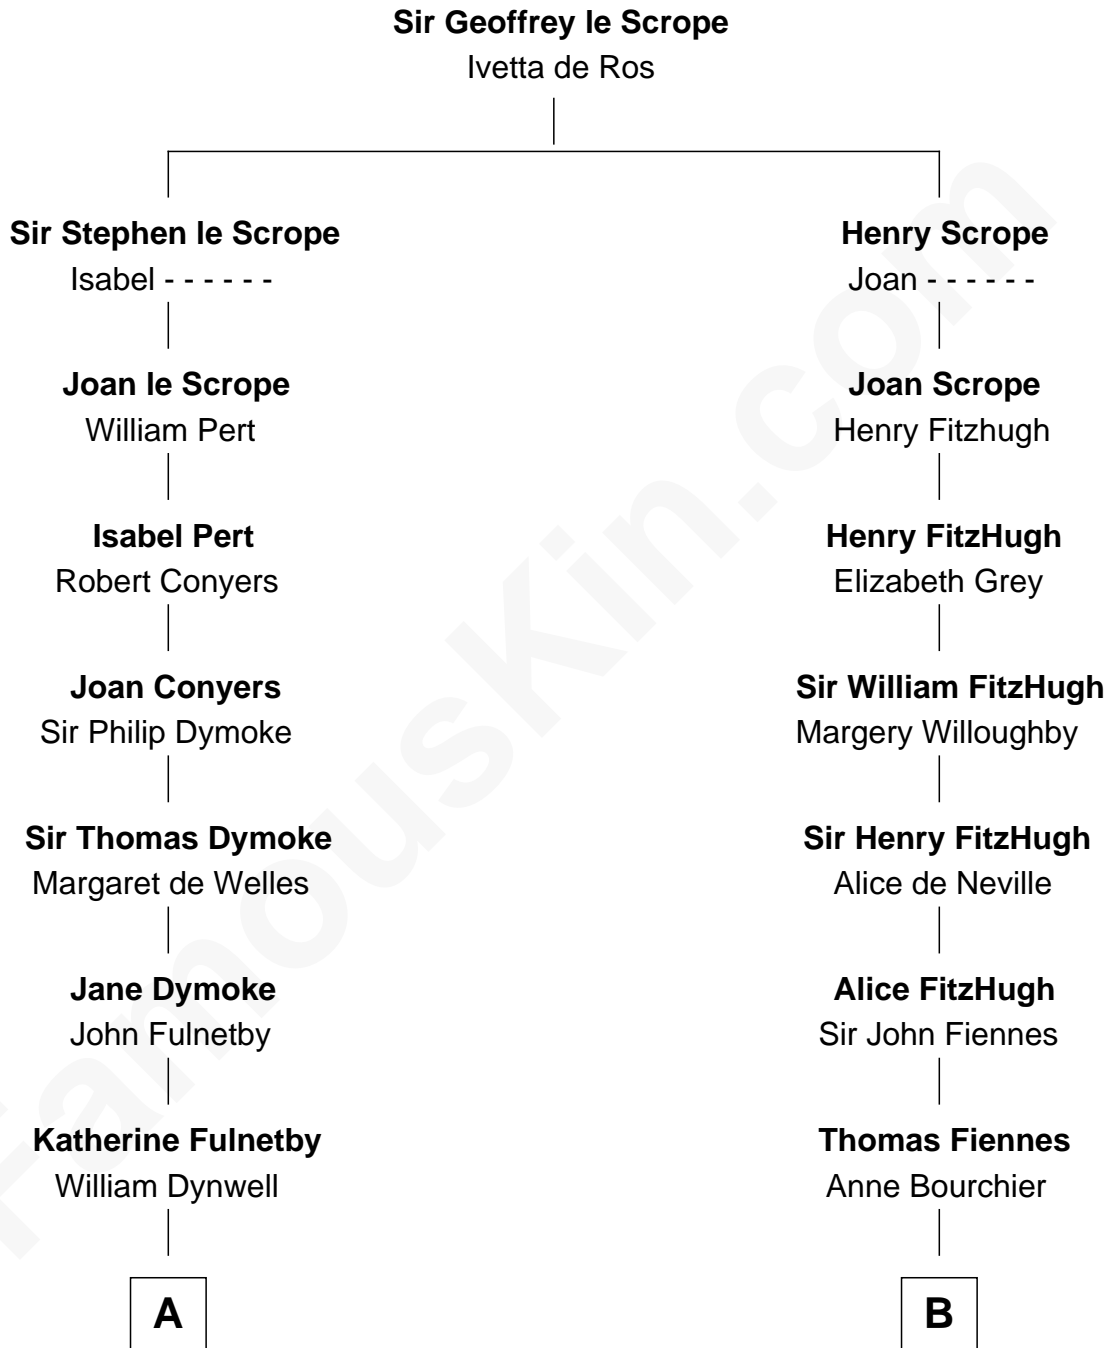 Sir Geoffrey le Scrope
Ivetta de Ros
Sir Stephen le Scrope
Isabel - - - - - -
Henry Scrope
Joan - - - - - -
Joan le Scrope
William Pert
Joan Scrope
Henry Fitzhugh
Isabel Pert
Robert Conyers
Henry FitzHugh
Elizabeth Grey
Joan Conyers
Sir Philip Dymoke
Sir William FitzHugh
Margery Willoughby
Sir Thomas Dymoke
Margaret de Welles
Sir Henry FitzHugh
Alice de Neville
Jane Dymoke
John Fulnetby
Alice FitzHugh
Sir John Fiennes
Katherine Fulnetby
William Dynwell
Thomas Fiennes
Anne Bourchier
A
B
FamousKin.com